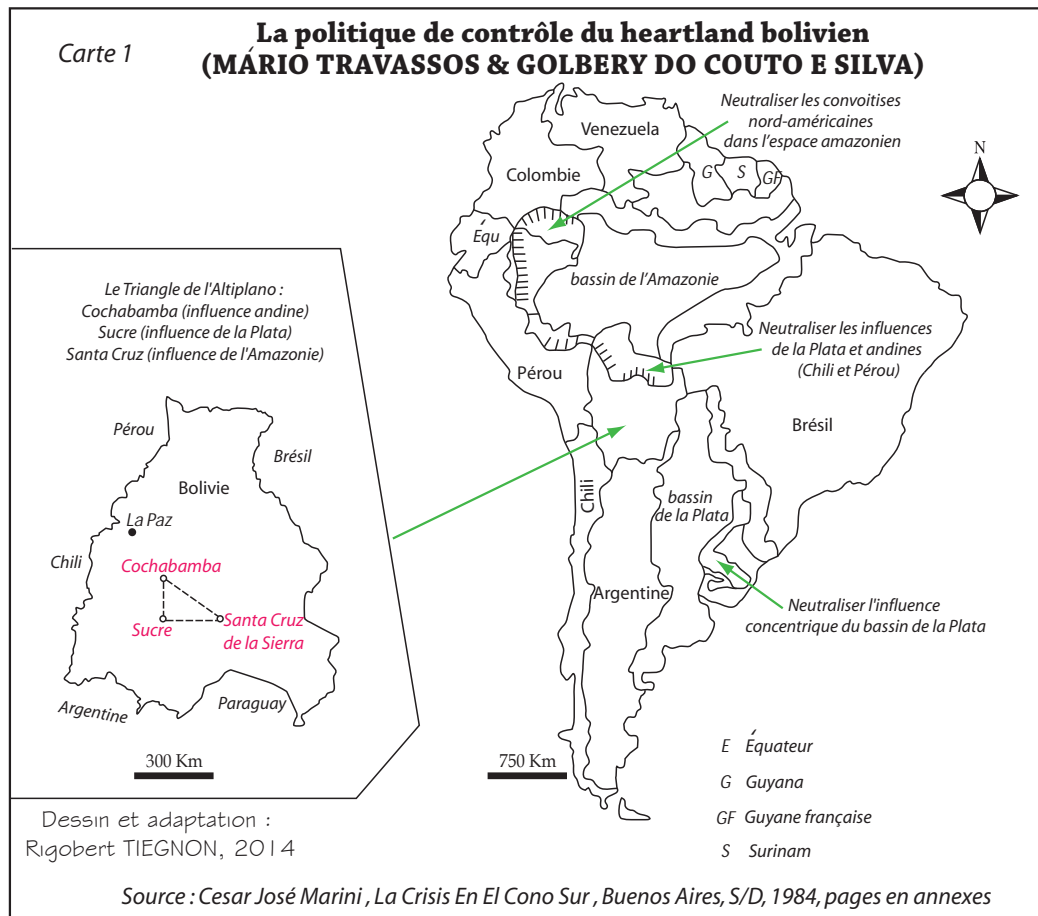 Carte 1
La politique de contrôle du heartland bolivien
(MÁRIO TRAVASSOS & GOLBERY DO COUTO E SILVA)
Neutraliser les convoitises
nord-américaines
dans l'espace amazonien
Venezuela
Colombie
G
S
GF
N
Équ
bassin de l'Amazonie
Neutraliser les influences
de la Plata et andines
(Chili et Pérou)
Pérou
Brésil
Chili
bassin
de la Plata
Argentine
Neutraliser l'influence
concentrique du bassin de la Plata
Le Triangle de l'Altiplano :
Cochabamba (influence andine)
Sucre (influence de la Plata)
Santa Cruz (influence de l'Amazonie)
Pérou
Brésil
Bolivie
La Paz
Chili
Cochabamba
Sucre
Santa Cruz
de la Sierra
Argentine
Paraguay
300 Km
750 Km
E Équateur
G Guyana
GF Guyane française
S Surinam
Dessin et adaptation :
Rigobert TIEGNON, 2014
Source : Cesar José Marini , La Crisis En El Cono Sur , Buenos Aires, S/D, 1984, pages en annexes